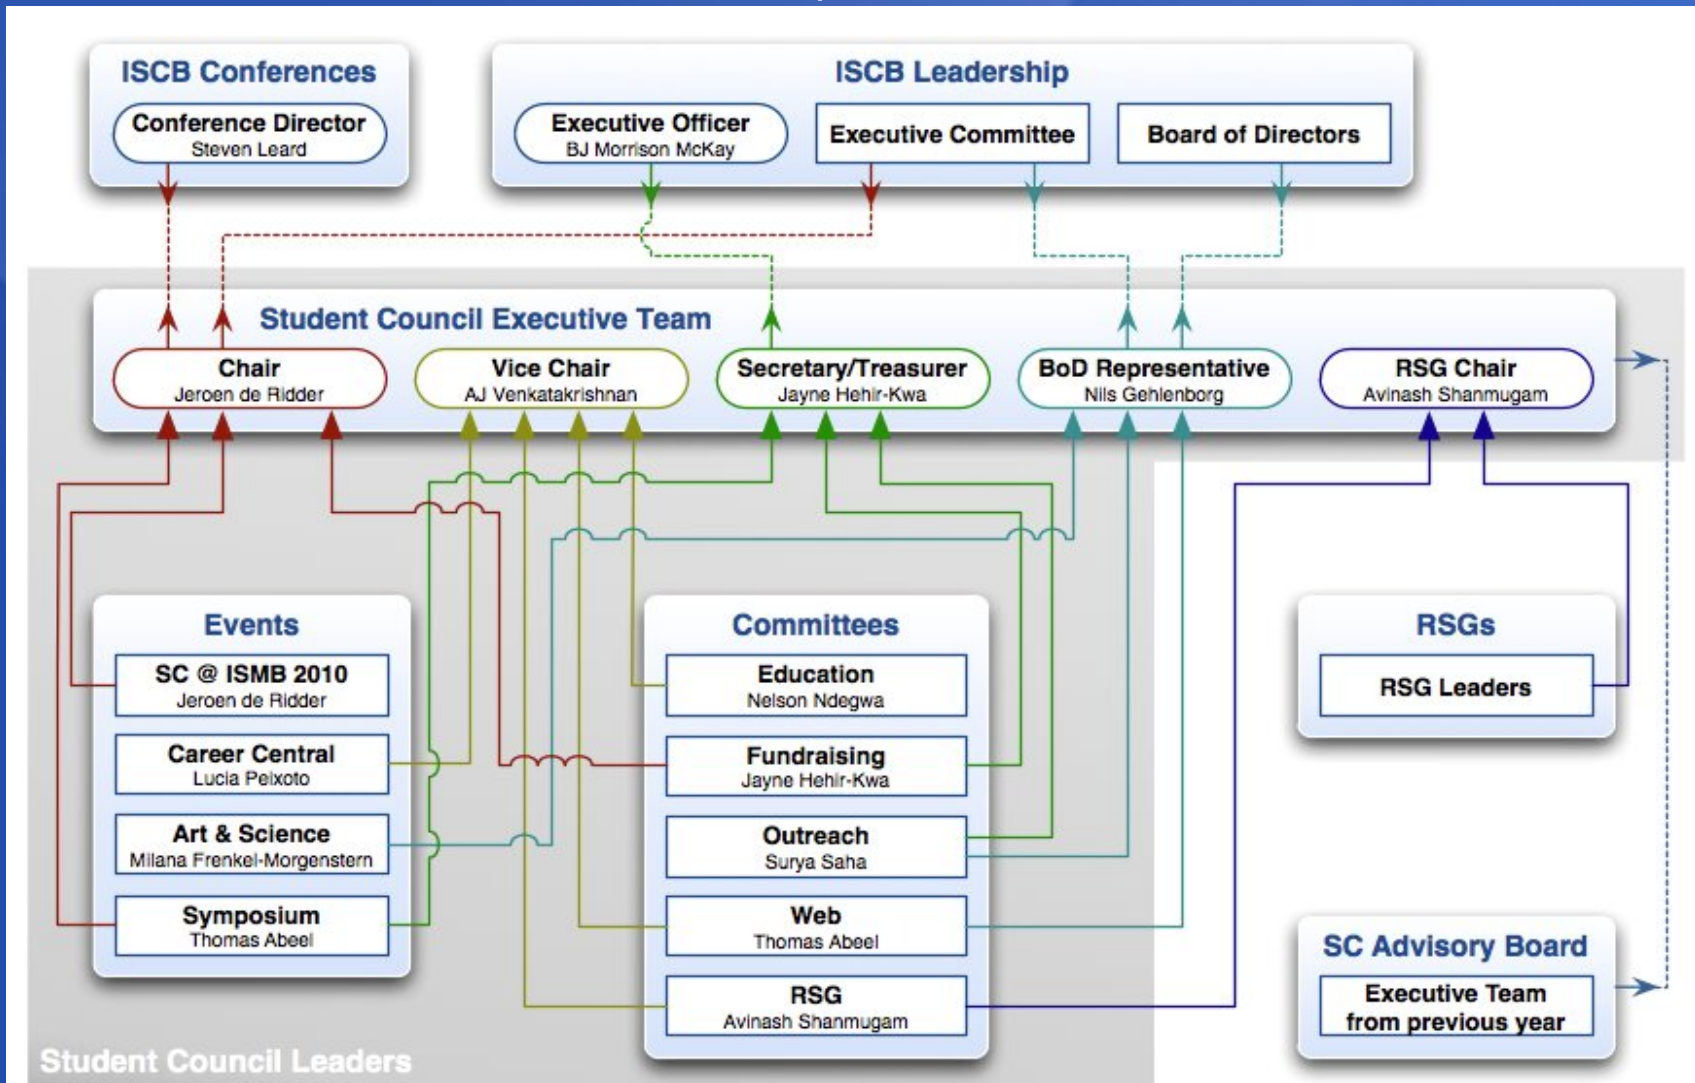 ISCB Conferences
Conference Director
Steven Leard
ISCB Leadership
Executive Officer
BJ Morrison McKay
Executive Committee
Board of Directors
Student Council Executive Team
Chair
Jeroen de Ridder
Vice Chair
AJ Venkatakrishnan
Secretary/Treasurer
Jayne Hehir-Kwa
BoD Representative
Nils Gehlenborg
RSG Chair
Avinash Shanmugam
Events
SC @ ISMB 2010
Jeroen de Ridder
Career Central
Lucia Peixoto
Art & Science
Milana Frenkel-Morgenstern
Symposium
Thomas Abeel
Committees
Education
Nelson Ndegwa
Fundraising
Jayne Hehir-Kwa
Outreach
Surya Saha
Web
Thomas Abeel
RSG
Avinash Shanmugam
RSGs
RSG Leaders
SC Advisory Board
Executive Team
from previous year
Student Council Leaders